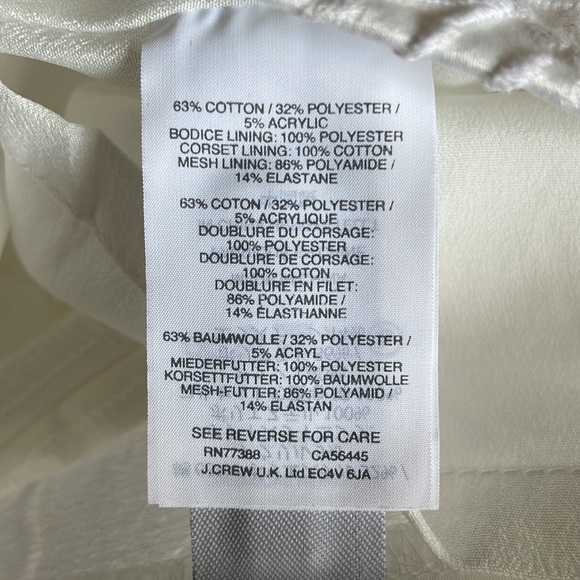 63% COTTON / 32% POLYESTER /
5% ACRYLIC
BODICE LINING: 100% POLYESTER
CORSET LINING: 100% COTTON
MESH LINING: 86% POLYAMIDE /
14% ELASTANE
63% COTON / 32% POLYESTER /
5% ACRYLIQUE
DOUBLURE DU CORSAGE:
100% POLYESTER
DOUBLURE DE CORSAGE:
100% COTON
DOUBLURE EN FILET:
86% POLYAMIDE /
14% ÉLASTHANNE
63% BAUMWOLLE / 32% POLYESTER /
5% ACRYL
MIEDERFUTTER: 100% POLYESTER
KORSETTFUTTER: 100% BAUMWOLLE
MESH-FUTTER: 86% POLYAMID /
14% ELASTAN
SEE REVERSE FOR CARE
RN77388 CA56445
J.CREW U.K. Ltd EC4V 6JA